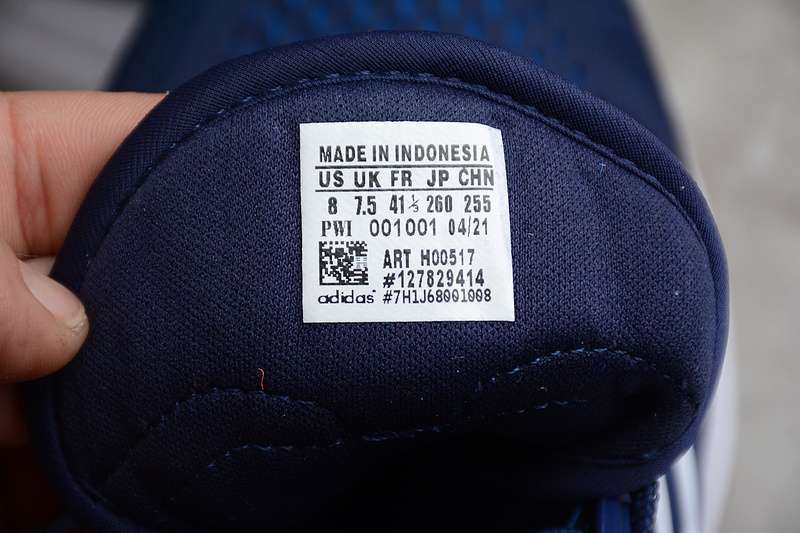 MADE IN INDONESIA
US UK FR JP CHN
8 7.5 41⅓ 260 255
PWI 001001 04/21
ART H00517
#127829414
adidas #7H1J68001008